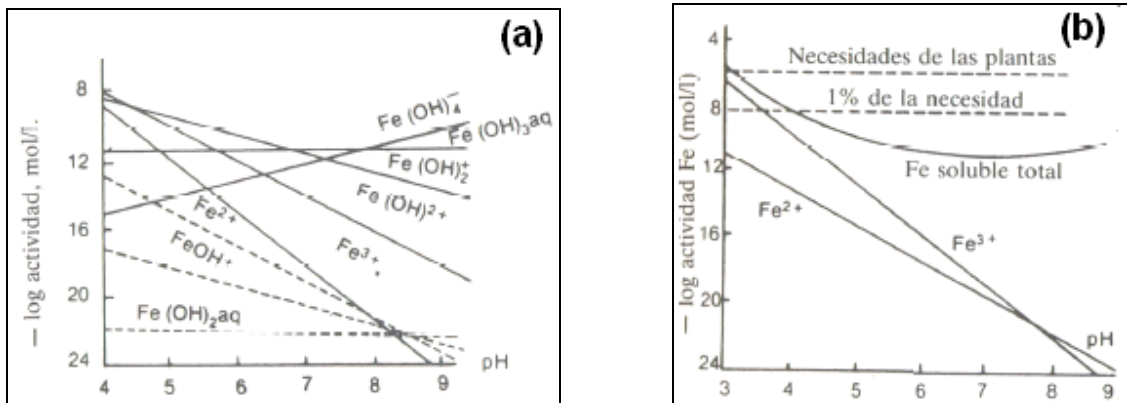 (a)
— log actividad, mol/l.
8
12
16
20
24
4 5 6 7 8 9
pH
Fe (OH)₄⁻
Fe (OH)₃aq
Fe (OH)₂⁺
Fe (OH)²⁺
Fe²⁺
Fe³⁺
FeOH⁺
Fe (OH)₂aq
(b)
— log actividad Fe (mol/l)
4
8
12
16
20
24
3 4 5 6 7 8 9
pH
Necesidades de las plantas
1% de la necesidad
Fe soluble total
Fe²⁺
Fe³⁺